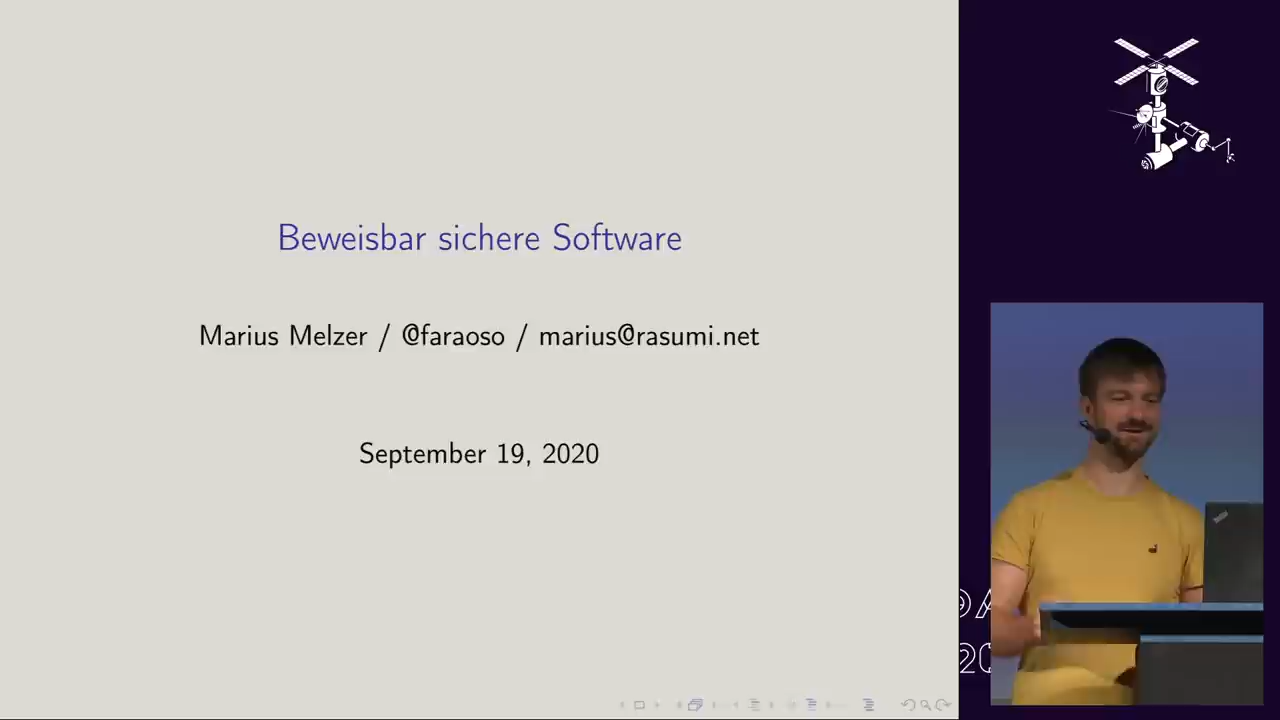 Beweisbar sichere Software
Marius Melzer / @faraoso / marius@rasumi.net
September 19, 2020